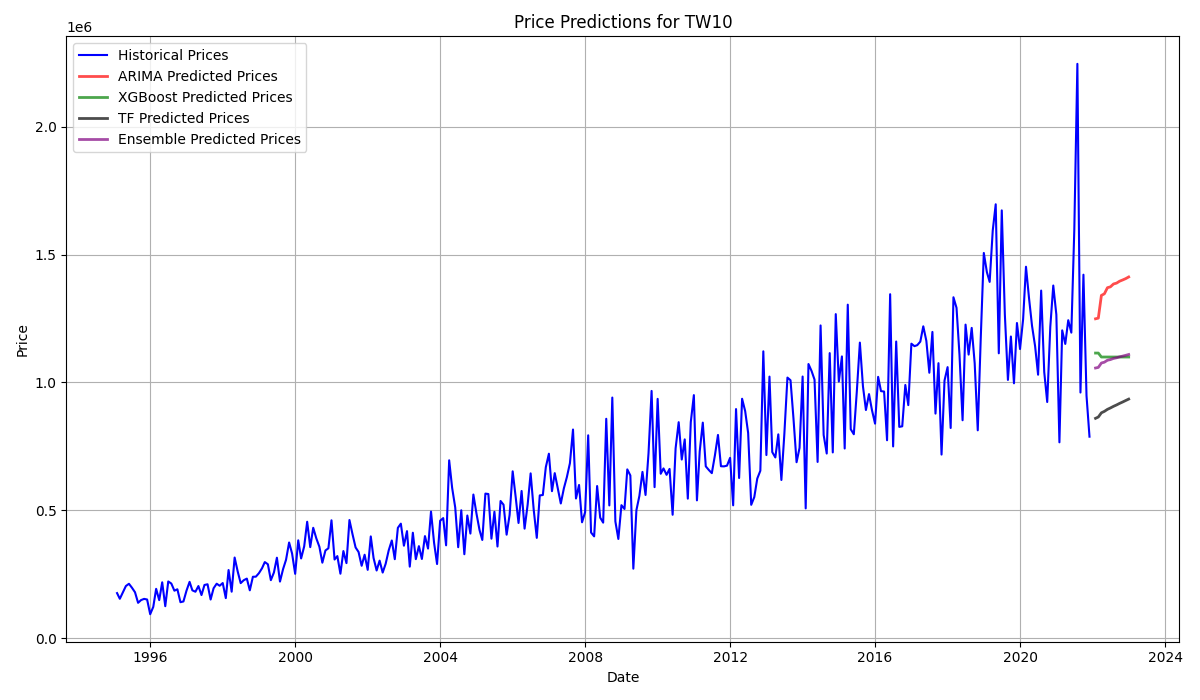 Price Predictions for TW10
1e6
Historical Prices
ARIMA Predicted Prices
XGBoost Predicted Prices
TF Predicted Prices
Ensemble Predicted Prices
2.0
1.5
1.0
0.5
0.0
Price
1996
2000
2004
2008
2012
2016
2020
2024
Date